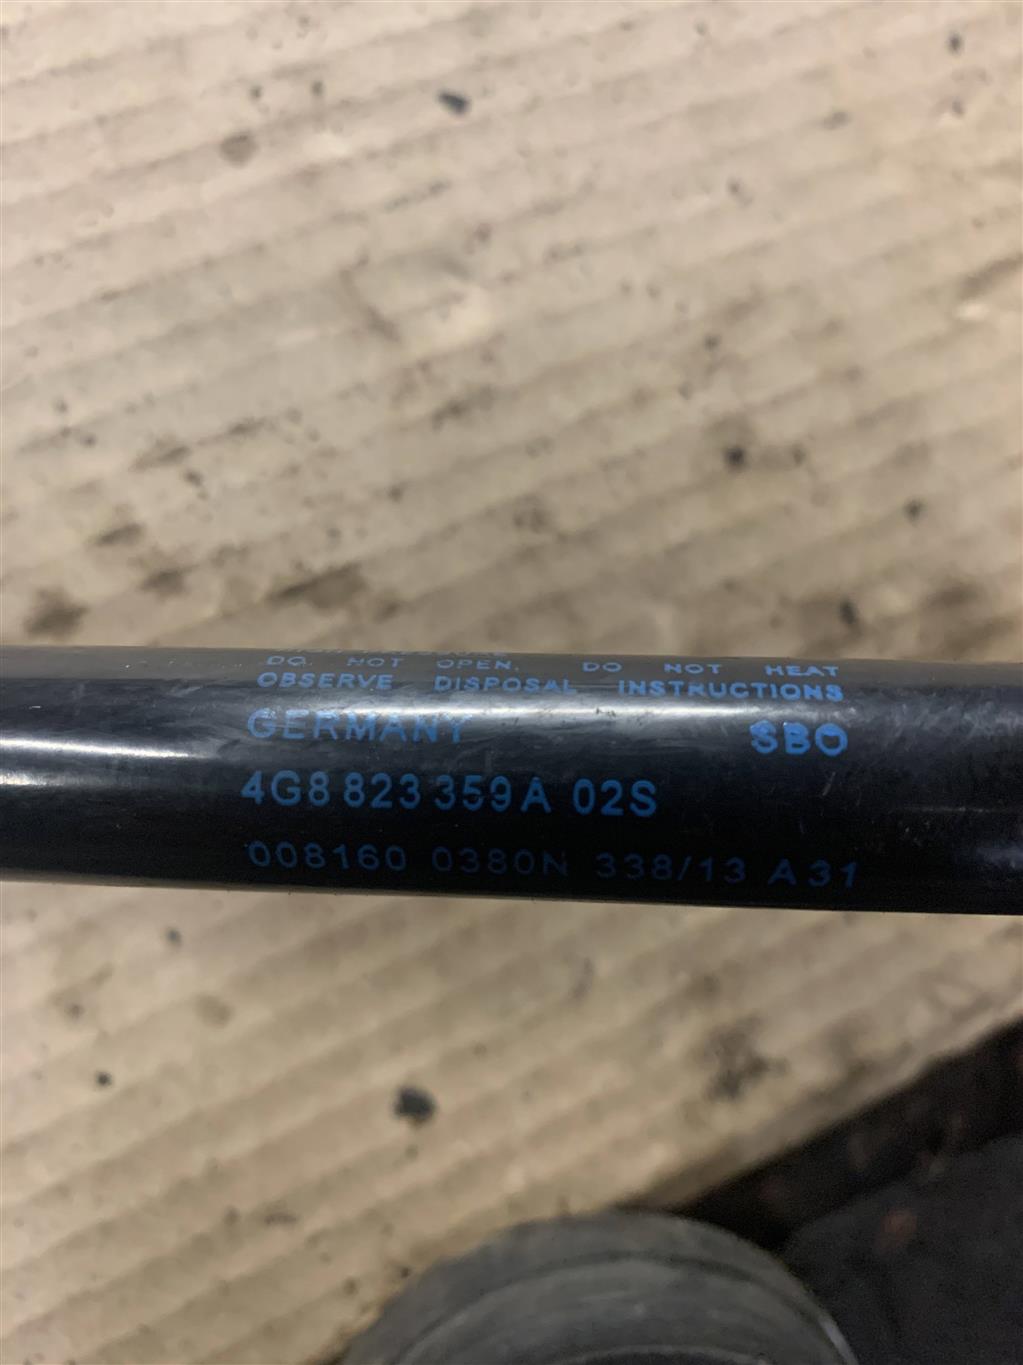 DO NOT OPEN. DO NOT HEAT
OBSERVE DISPOSAL INSTRUCTIONS
GERMANY SBO
4G8 823 359 A 02S
008160 0380N 338/13 A31